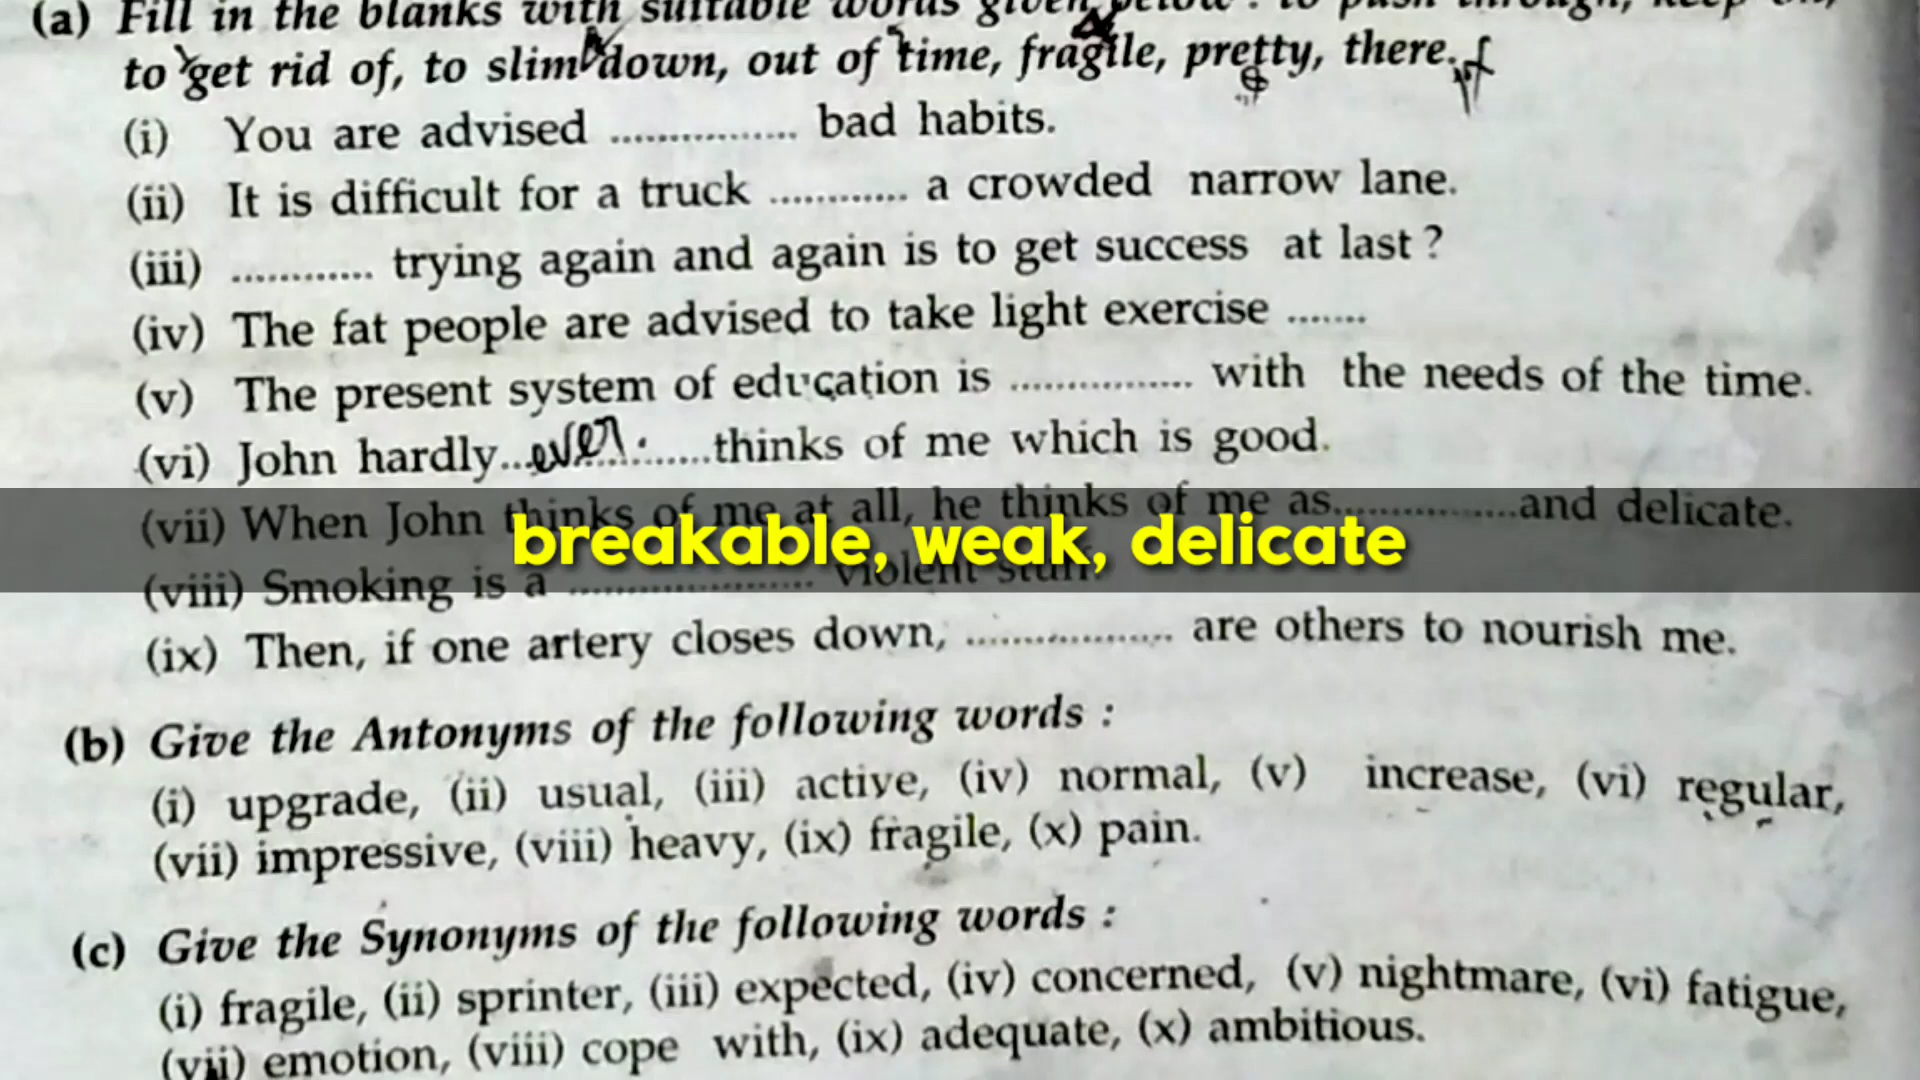 (a) Fill in the blanks with suitable words given below : to push through, keep on,
to get rid of, to slim down, out of time, fragile, pretty, there.
(i) You are advised ................ bad habits.
(ii) It is difficult for a truck ............ a crowded narrow lane.
(iii) ............ trying again and again is to get success at last ?
(iv) The fat people are advised to take light exercise .......
(v) The present system of education is ................ with the needs of the time.
(vi) John hardly...ever.......thinks of me which is good.
(vii) When John thinks of me at all, he thinks of me as................and delicate.
breakable, weak, delicate
(viii) Smoking is a ..................... violent stuff.
(ix) Then, if one artery closes down, .................. are others to nourish me.
(b) Give the Antonyms of the following words :
(i) upgrade, (ii) usual, (iii) active, (iv) normal, (v) increase, (vi) regular,
(vii) impressive, (viii) heavy, (ix) fragile, (x) pain.
(c) Give the Synonyms of the following words :
(i) fragile, (ii) sprinter, (iii) expected, (iv) concerned, (v) nightmare, (vi) fatigue,
(vii) emotion, (viii) cope with, (ix) adequate, (x) ambitious.